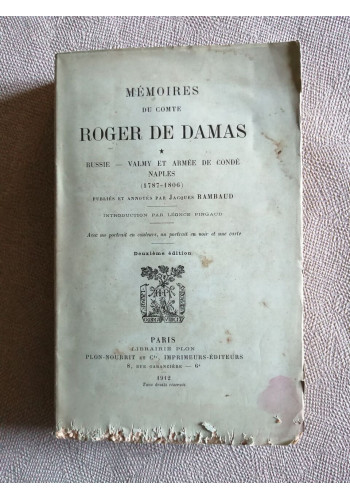 MÉMOIRES
DU COMTE
ROGER DE DAMAS
★
RUSSIE — VALMY ET ARMÉE DE CONDÉ
NAPLES
(1787-1806)
PUBLIÉS ET ANNOTÉS PAR JACQUES RAMBAUD
INTRODUCTION PAR LÉONCE PINGAUD
Avec un portrait en couleurs, un portrait en noir et une carte
Deuxième édition
PARIS
LIBRAIRIE PLON
PLON-NOURRIT ET Cie, IMPRIMEURS-ÉDITEURS
8, RUE GARANCIÈRE — 6e
1912
Tous droits réservés